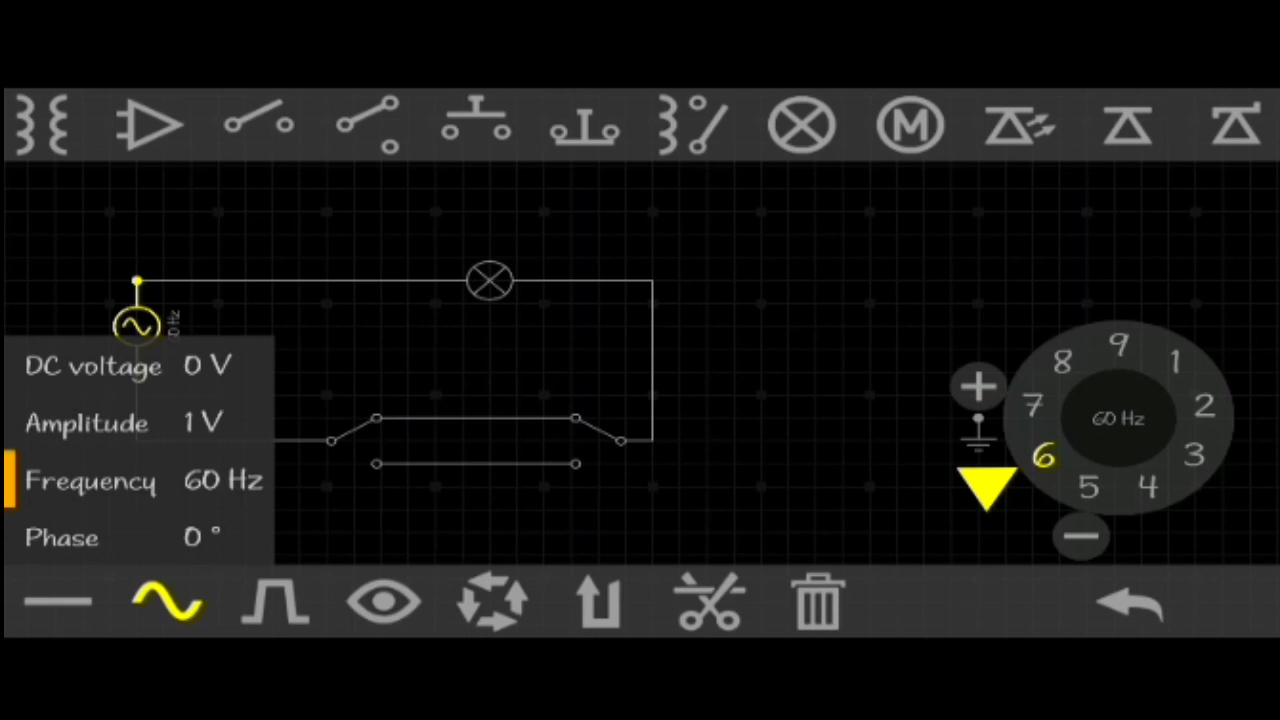 M
Hz
DC voltage 0 V
Amplitude 1 V
Frequency 60 Hz
Phase 0 °
9
8 1
7 60 Hz 2
6 3
5 4